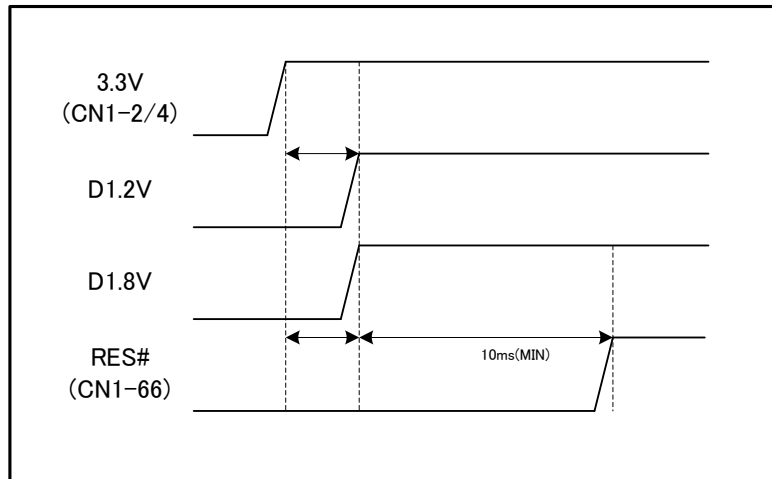 3.3V
(CN1-2/4)
D1.2V
D1.8V
RES#
(CN1-66)
10ms(MIN)